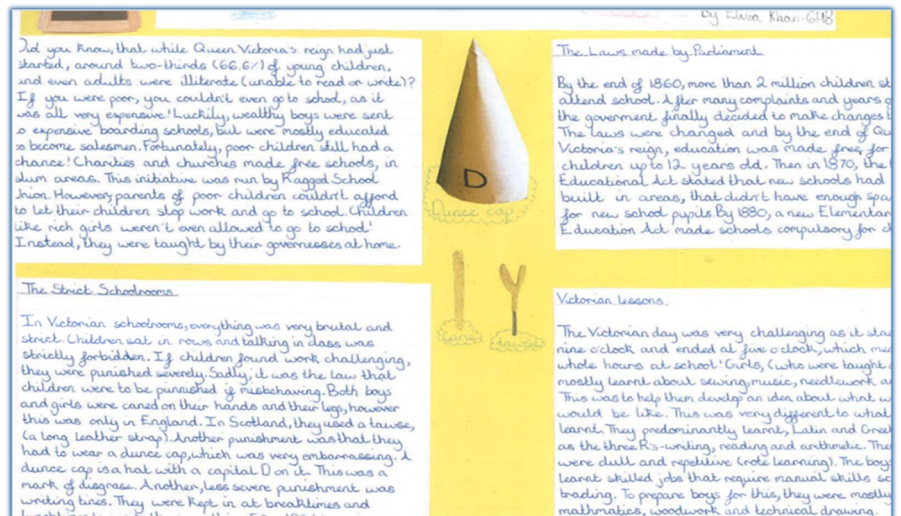 By Khan-6HB
Did you know, that while Queen Victoria's reign had just
started, around two-thirds (66.6%) of young children,
and even adults were illiterate (unable to read or write)?
If you were poor, you couldn't even go to school, as it
was all very expensive! Luckily, wealthy boys were sent
to expensive boarding schools, but were mostly educated
to become salesmen. Fortunately, poor children still had a
chance! Charities and churches made free schools, in
slum areas. This initiative was run by Ragged School
Union. However, parents of poor children couldn't afford
to let their children stop work and go to school. Children
like rich girls weren't even allowed to go to school!
Instead, they were taught by their governesses at home.
D
Dunce cap
The Laws made by Parliament
By the end of 1860, more than 2 million children
attend school. After many complaints and years
the goverment finally decided to make changes
The laws were changed and by the end of
Victoria's reign, education was made free, for
children up to 12 years old. Then in 1870, the
Educational Act stated that new schools had
built in areas, that didn't have enough
for new school pupils. By 1880, a new
Education Act made schools compulsory for
cane
tawse
The Strict Schoolrooms
In Victorian schoolrooms, everything was very brutal and
strict. Children sat in rows and talking in class was
strictly forbidden. If children found work challenging,
they were punished severely. Sadly, it was the law that
children were to be punnished if misbehaving. Both boys
and girls were caned on their hands and their legs, however
this was only in England. In Scotland, they used a tawse,
(a long leather strap). Another punishment was that they
had to wear a dunce cap, which was very embarrassing. A
dunce cap is a hat with a capital D on it. This was a
mark of disgrace. Another, less severe punishment was
writing lines. They were kept in at breaktimes and
Victorian lessons
The Victorian day was very challenging as it
nine o'clock and ended at five o'clock, which
whole hours at school! Girls, (who were taught
mostly learnt about sewing, music, needlework
This was to help them develop an idea about what
would be like. This was very different to what
learnt. They predominantly learnt, Latin and
as the three R's-writing, reading and arithmetic.
were dull and repetitive (rote learning). The
learnt skilled jobs that require manual skills
trading. To prepare boys for this, they were mostly
mathmatics, woodwork and technical drawing.